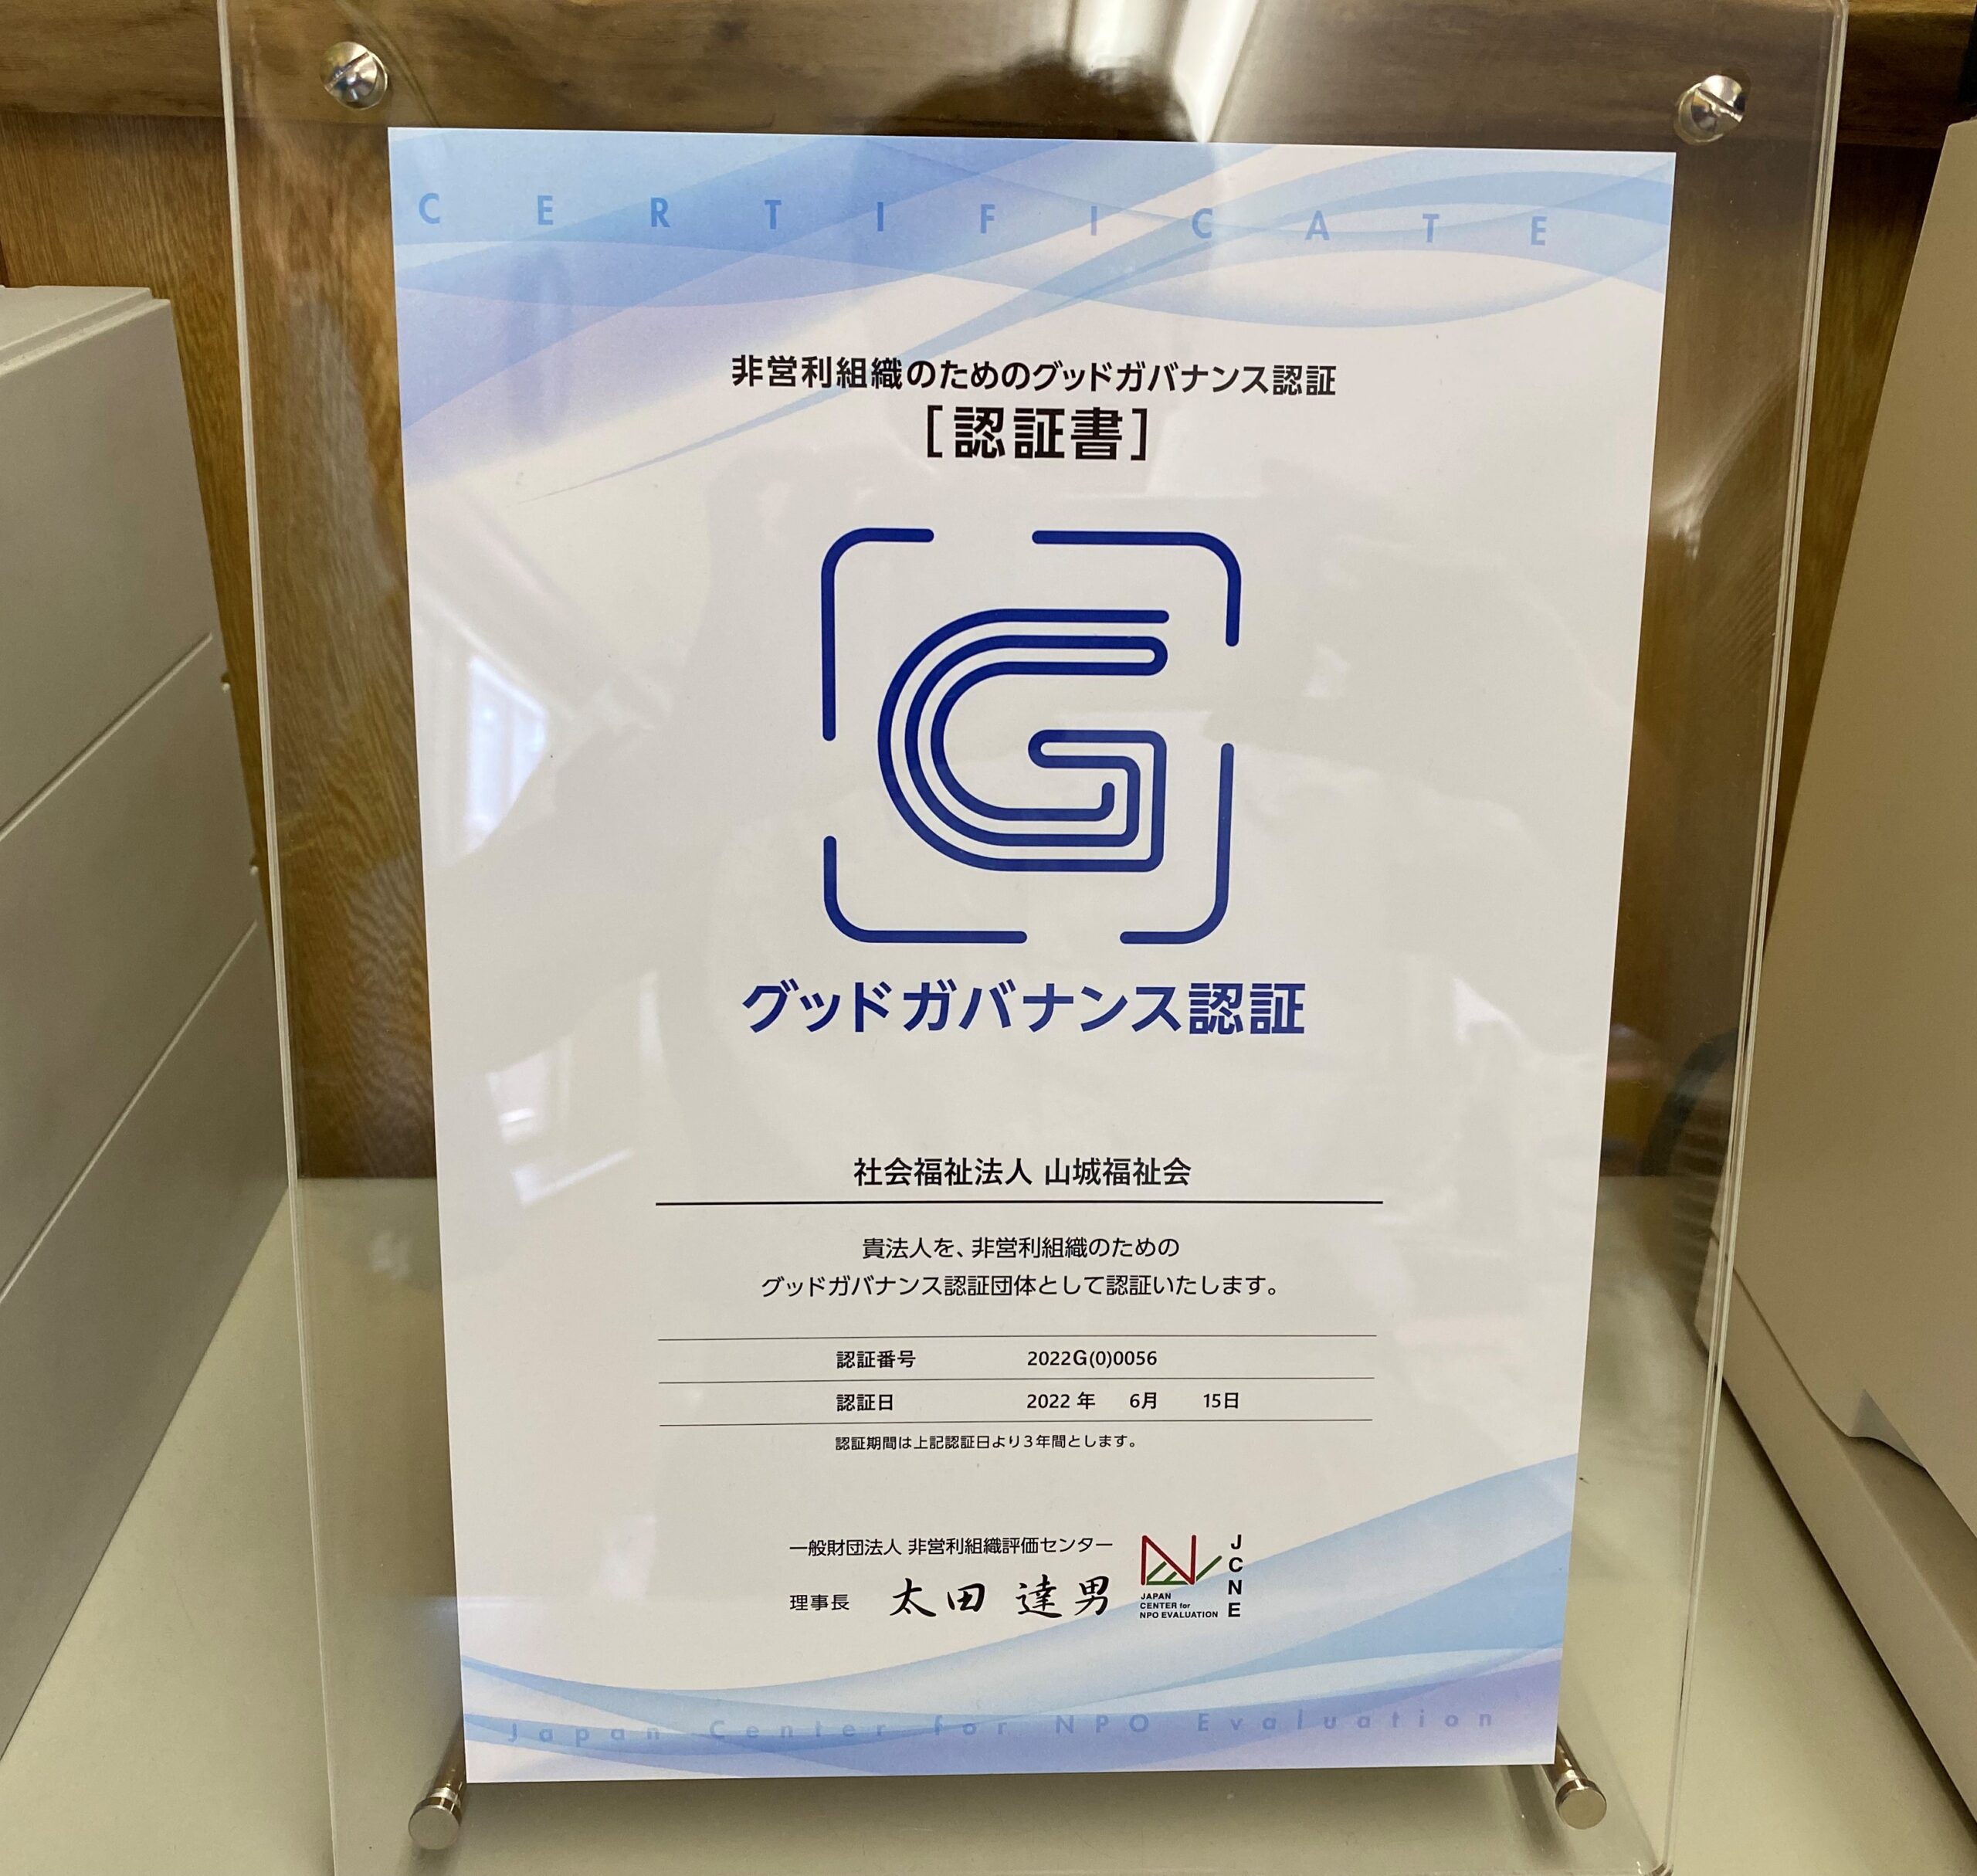 CERTIFICATE
非営利組織のためのグッドガバナンス認証
[認証書]
グッドガバナンス認証
社会福祉法人 山城福祉会
貴法人を、非営利組織のための
グッドガバナンス認証団体として認証いたします。
認証番号 2022G(0)0056
認証日 2022 年 6月 15日
認証期間は上記認証日より3年間とします。
一般財団法人 非営利組織評価センター
理事長 太田 達男
JAPAN
CENTER for
NPO EVALUATION
JCNE
Japan Center for NPO Evaluation